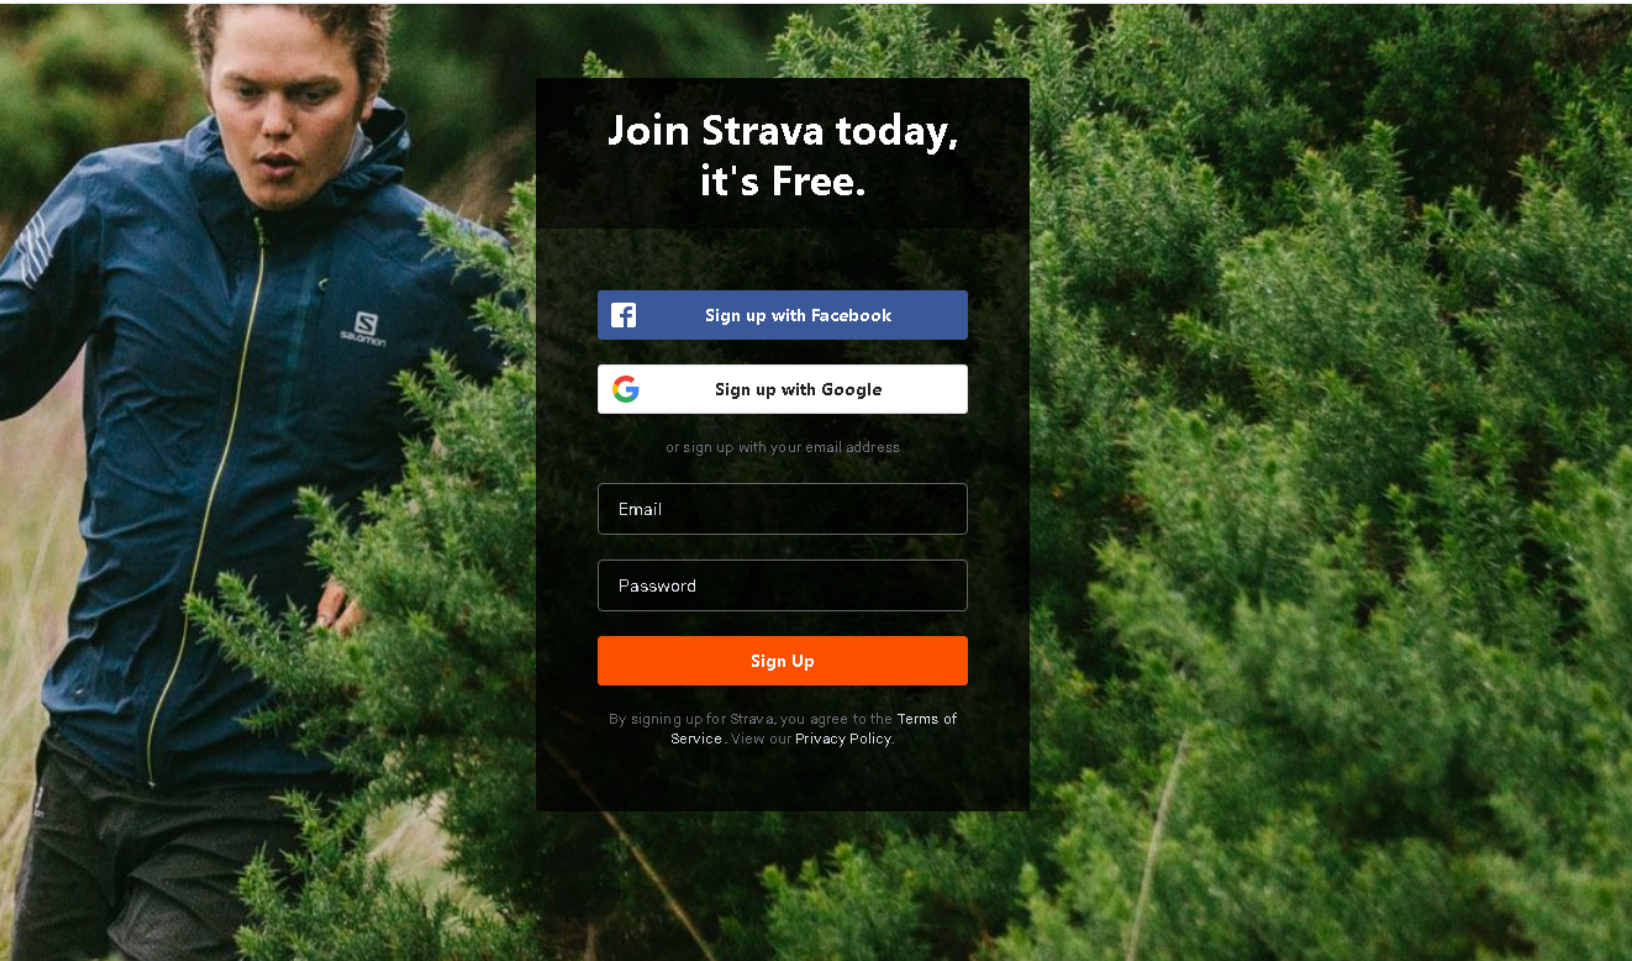 Join Strava today,
it's Free.
Sign up with Facebook
Sign up with Google
or sign up with your email address
Email
Password
Sign Up
By signing up for Strava, you agree to the Terms of
Service. View our Privacy Policy.
S
salomon